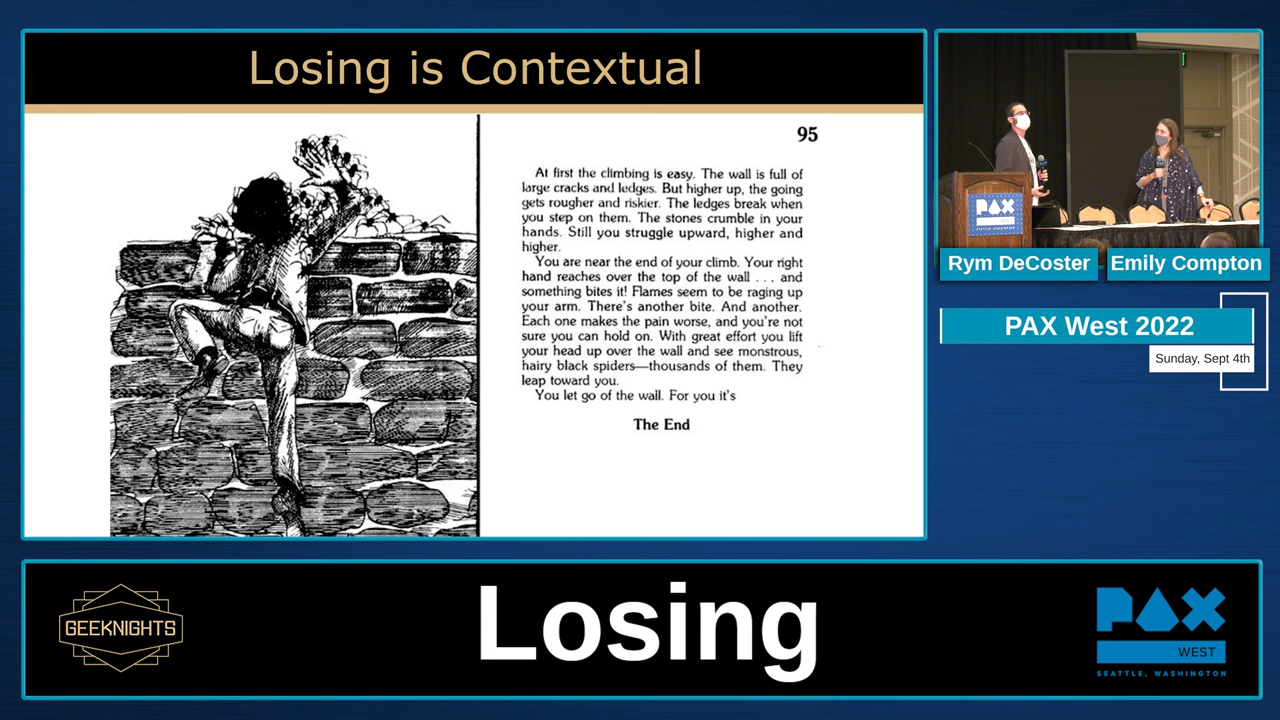 Losing is Contextual
95
At first the climbing is easy. The wall is full of
large cracks and ledges. But higher up, the going
gets rougher and riskier. The ledges break when
you step on them. The stones crumble in your
hands. Still you struggle upward, higher and
higher.
You are near the end of your climb. Your right
hand reaches over the top of the wall . . . and
something bites it! Flames seem to be raging up
your arm. There's another bite. And another.
Each one makes the pain worse, and you're not
sure you can hold on. With great effort you lift
your head up over the wall and see monstrous,
hairy black spiders—thousands of them. They
leap toward you.
You let go of the wall. For you it's
The End
PAX
Rym DeCoster
Emily Compton
PAX West 2022
Sunday, Sept 4th
GEEKNIGHTS
Losing
PAX
WEST
SEATTLE, WASHINGTON